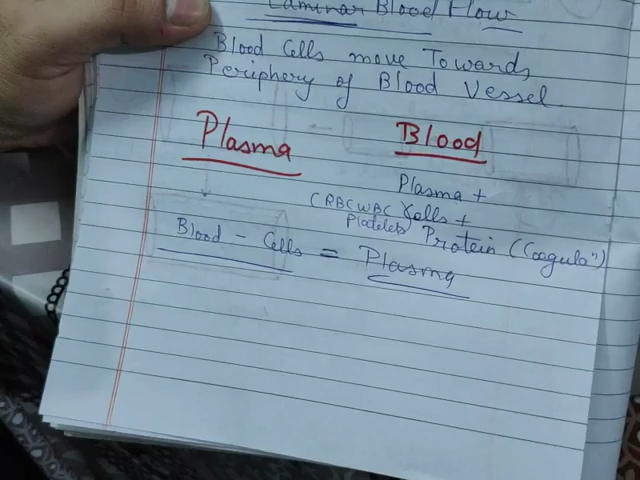 Laminar Blood Flow
Blood Cells move Towards
Periphery of Blood Vessel
Plasma
Blood
Plasma +
(RBC WBC Cells +
Platelets Protein (Coagulaⁿ)
Blood - Cells = Plasma